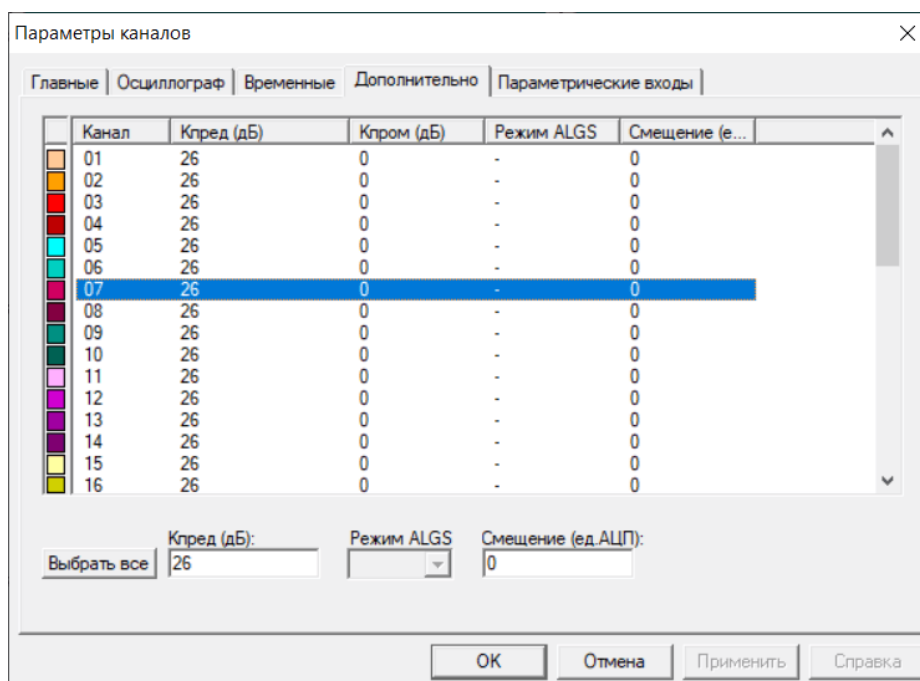 Параметры каналов
Главные Осциллограф Временные Дополнительно Параметрические входы
Канал Кпред (дБ) Кпром (дБ) Режим ALGS Смещение (е...
01 26 0 - 0
02 26 0 - 0
03 26 0 - 0
04 26 0 - 0
05 26 0 - 0
06 26 0 - 0
07 26 0 - 0
08 26 0 - 0
09 26 0 - 0
10 26 0 - 0
11 26 0 - 0
12 26 0 - 0
13 26 0 - 0
14 26 0 - 0
15 26 0 - 0
16 26 0 - 0
Кпред (дБ): Режим ALGS Смещение (ед.АЦП):
Выбрать все 26 0
OK Отмена Применить Справка